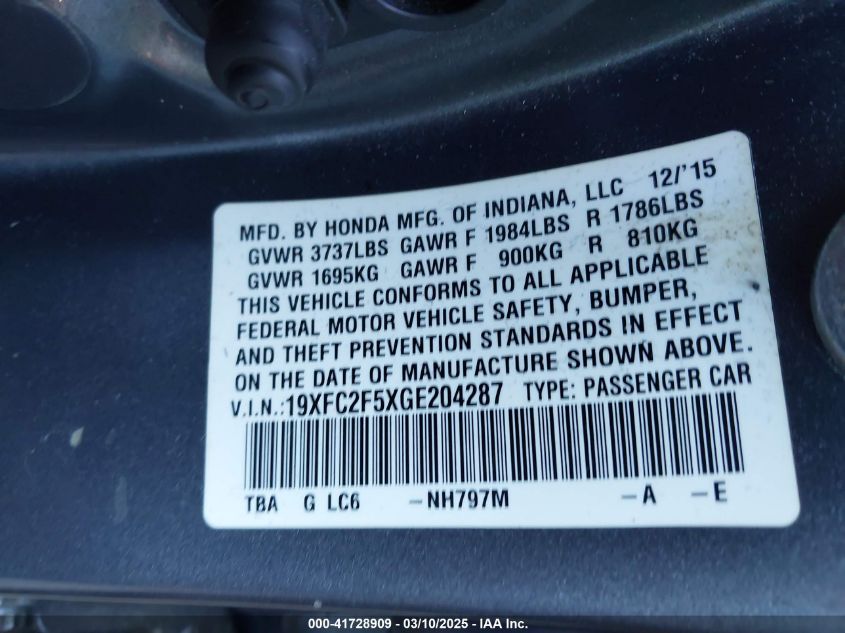 MFD. BY HONDA MFG. OF INDIANA, LLC 12/'15
GVWR 3737LBS GAWR F 1984LBS R 1786LBS
GVWR 1695KG GAWR F 900KG R 810KG
THIS VEHICLE CONFORMS TO ALL APPLICABLE
FEDERAL MOTOR VEHICLE SAFETY, BUMPER,
AND THEFT PREVENTION STANDARDS IN EFFECT
ON THE DATE OF MANUFACTURE SHOWN ABOVE.
V.I.N.:19XFC2F5XGE204287 TYPE: PASSENGER CAR
TBA G LC6 -NH797M -A -E
000-41728909 — 03/10/2025 — IAA Inc.